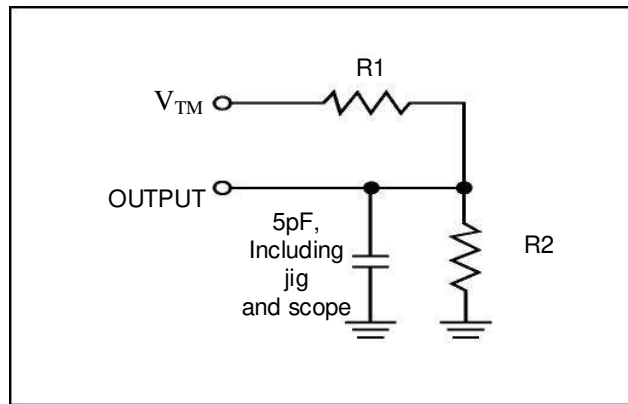 R1
VTM
OUTPUT
5pF,
Including
jig
and scope
R2